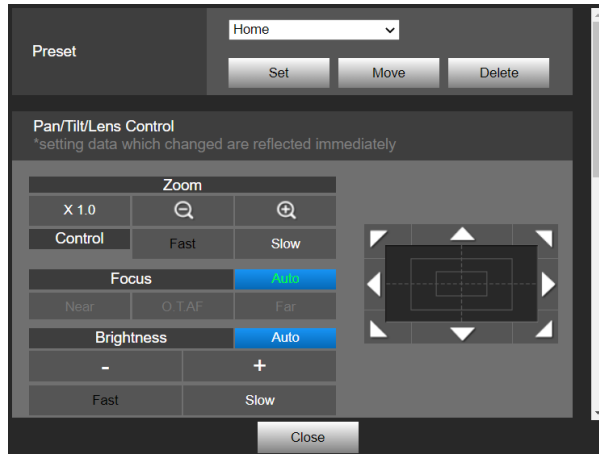 Preset
Home
Set Move Delete
Pan/Tilt/Lens Control
*setting data which changed are reflected immediately
Zoom
X 1.0
Control Fast Slow
Focus Auto
Near O.T.AF Far
Brightness Auto
- +
Fast Slow
Close